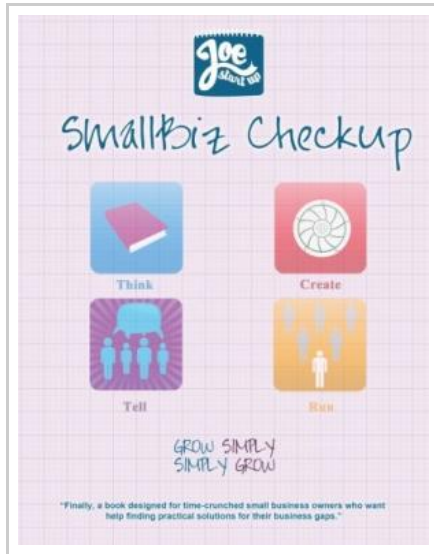 Joe
start up
SmallBiz Checkup
Think
Create
Tell
Run
GROW SIMPLY
SIMPLY GROW
"Finally, a book designed for time-crunched small business owners who want
help finding practical solutions for their business gaps."